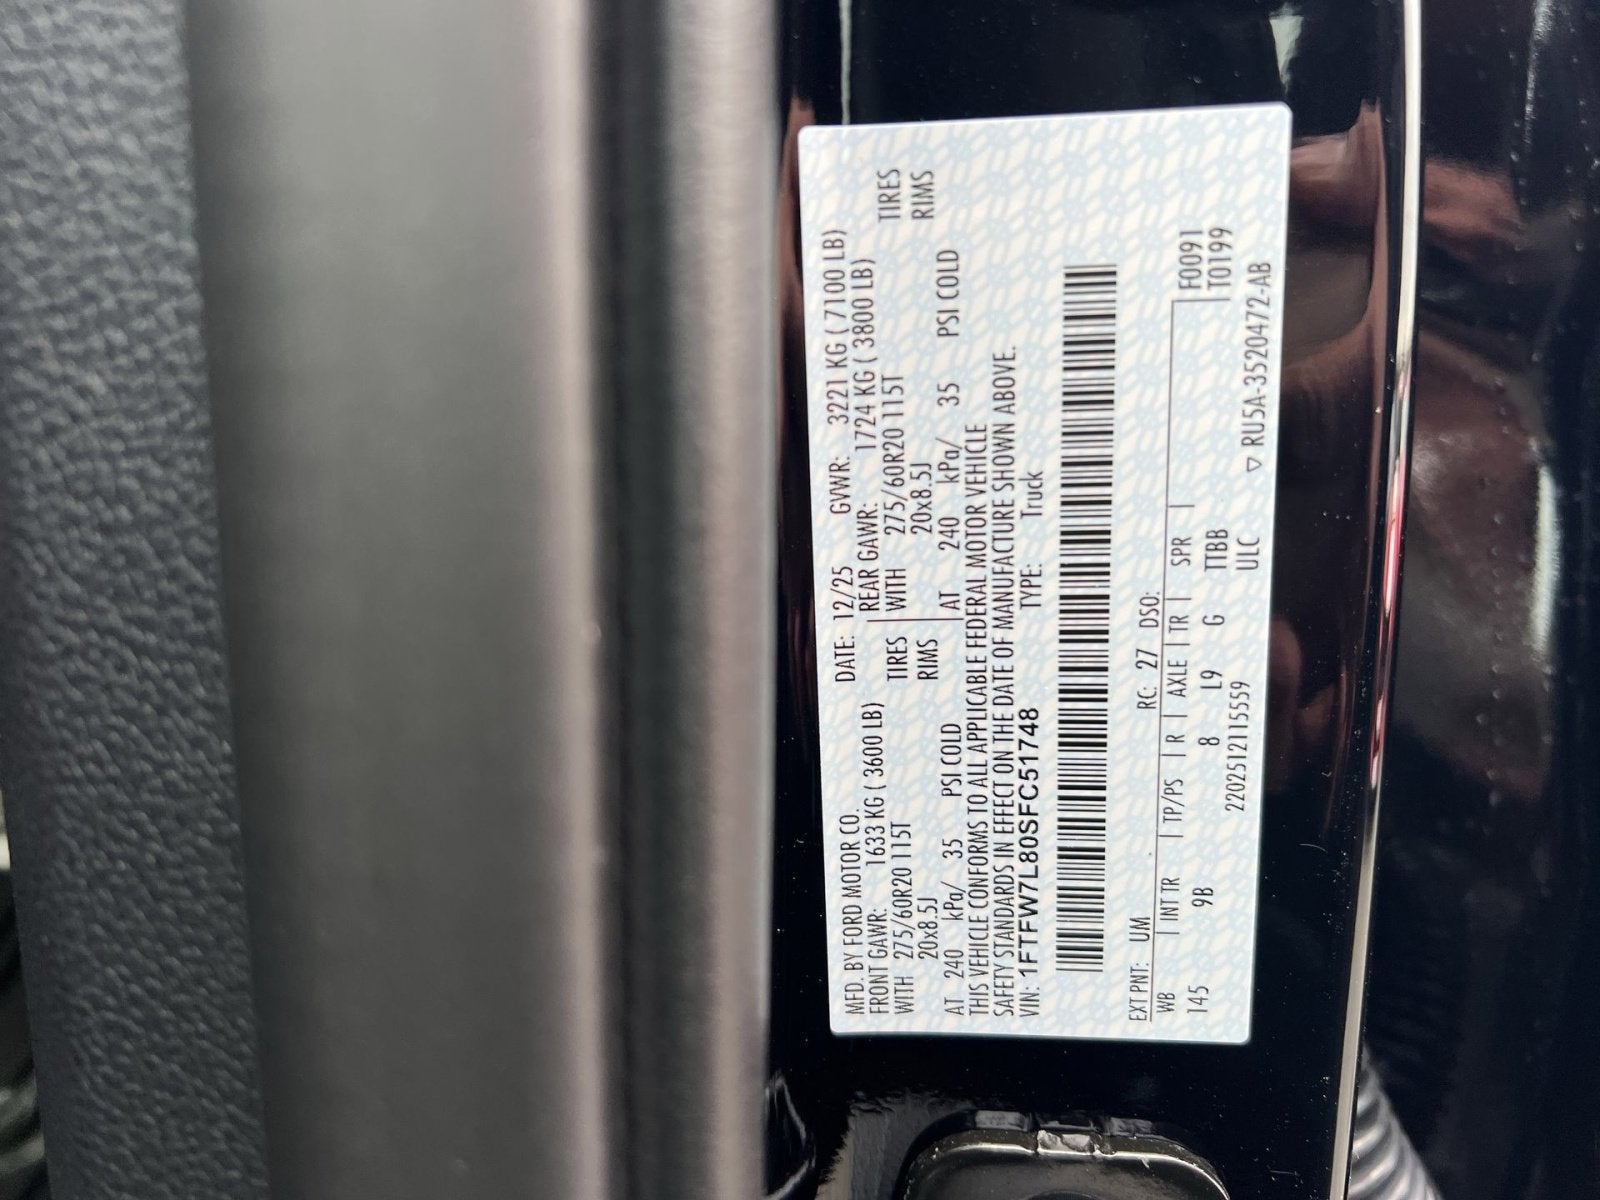 MFD. BY FORD MOTOR CO. DATE: 12/25 GVWR: 3221 KG ( 7100 LB)
FRONT GAWR: 1633 KG ( 3600 LB) REAR GAWR: 1724 KG ( 3800 LB)
WITH 275/60R20 115T TIRES WITH 275/60R20 115T TIRES
20x8.5J RIMS 20x8.5J RIMS
AT 240 kPa/ 35 PSI COLD AT 240 kPa/ 35 PSI COLD
THIS VEHICLE CONFORMS TO ALL APPLICABLE FEDERAL MOTOR VEHICLE
SAFETY STANDARDS IN EFFECT ON THE DATE OF MANUFACTURE SHOWN ABOVE.
VIN: 1FTFW7L80SFC51748 TYPE: Truck
EXT PNT: UM RC: 27 DSO:
WB INT TR TP/PS R AXLE TR SPR F0091
145 9B 8 L9 G TTBB T0199
2202512115559 ULC
▽ RU5A-3520472-AB